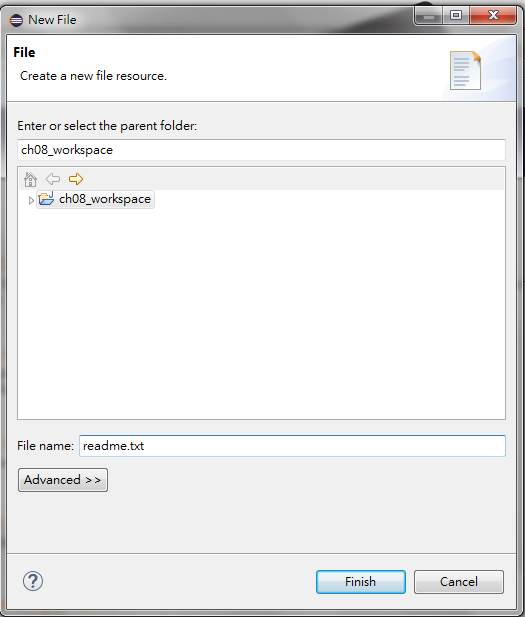 New File
File
Create a new file resource.
Enter or select the parent folder:
ch08_workspace
ch08_workspace
File name: readme.txt
Advanced >>
?
Finish Cancel